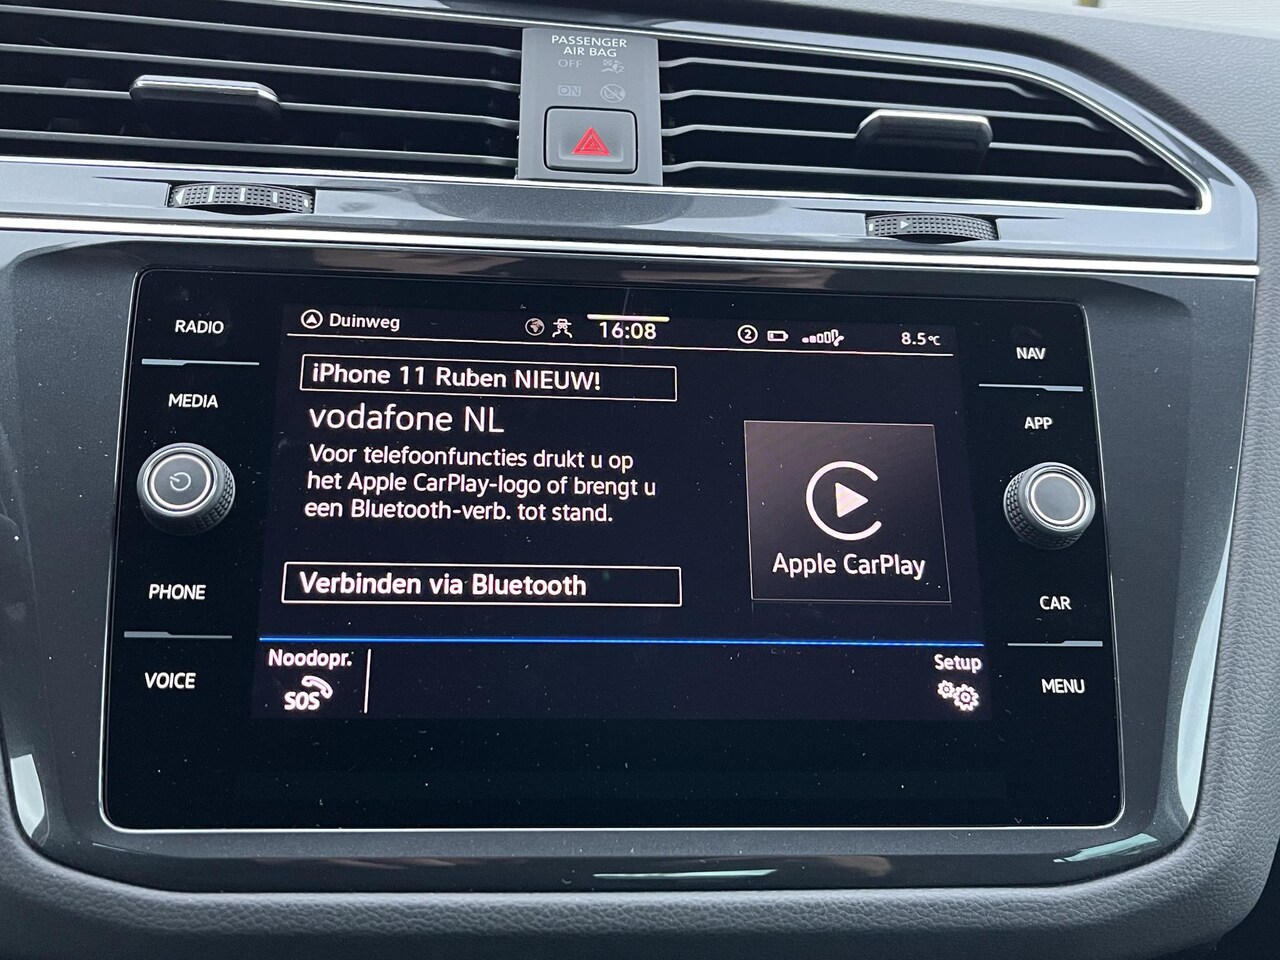 PASSENGER
AIR BAG
OFF
ON
RADIO
MEDIA
PHONE
VOICE
Duinweg
16:08
2
8.5°C
iPhone 11 Ruben NIEUW!
vodafone NL
Voor telefoonfuncties drukt u op
het Apple CarPlay-logo of brengt u
een Bluetooth-verb. tot stand.
Apple CarPlay
Verbinden via Bluetooth
Noodopr.
SOS
Setup
NAV
APP
CAR
MENU